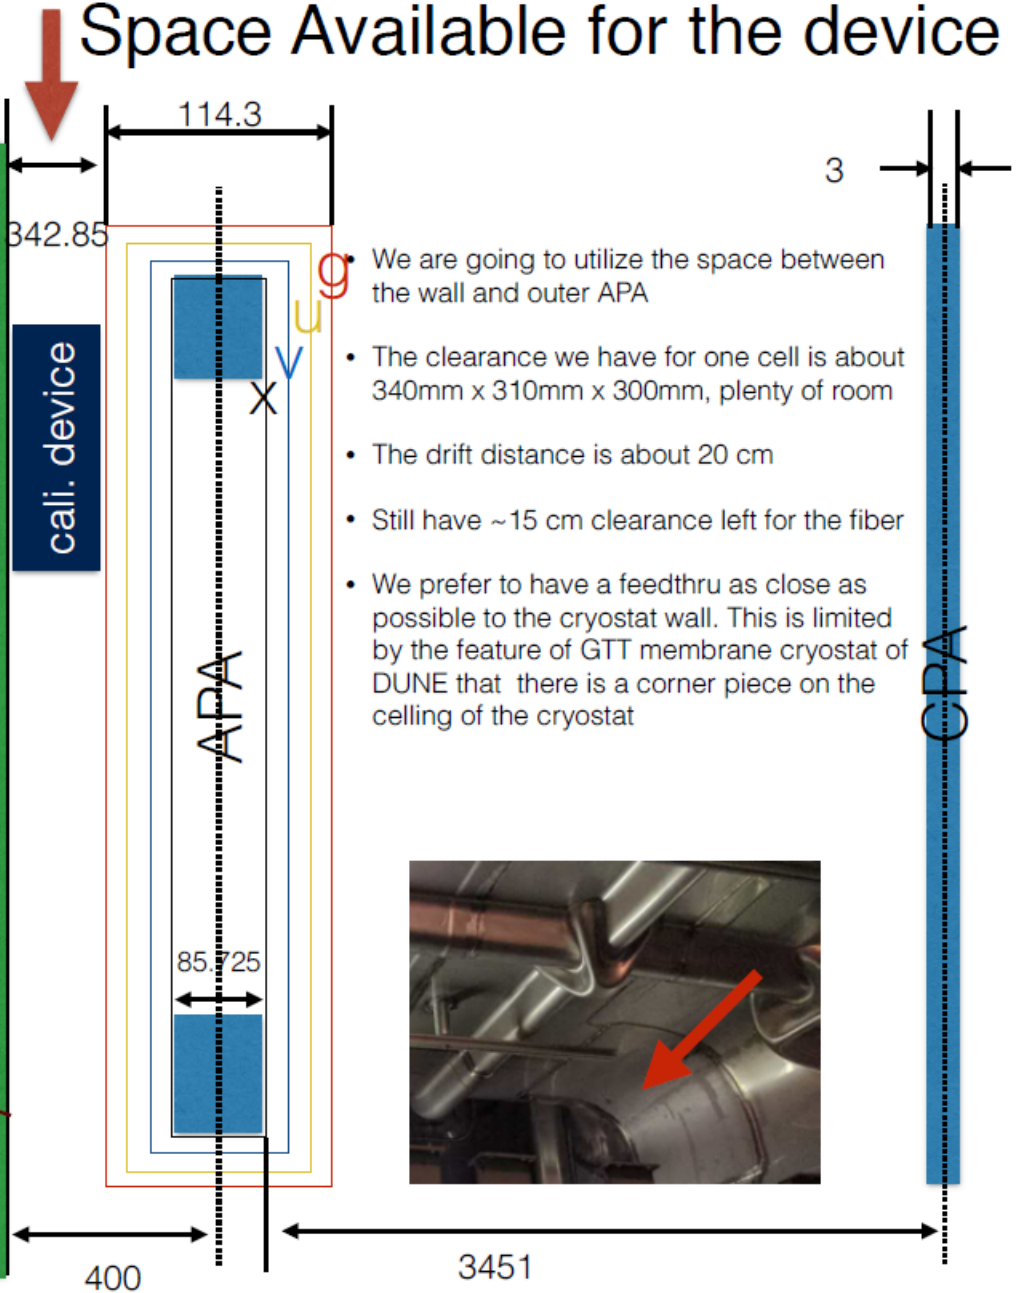 Space Available for the device
114.3
3
342.85
g
u
v
x
cali. device
• We are going to utilize the space between
the wall and outer APA
• The clearance we have for one cell is about
340mm x 310mm x 300mm, plenty of room
• The drift distance is about 20 cm
• Still have ~15 cm clearance left for the fiber
• We prefer to have a feedthru as close as
possible to the cryostat wall. This is limited
by the feature of GTT membrane cryostat of
DUNE that  there is a corner piece on the
celling of the cryostat
APA
CPA
85.725
400
3451